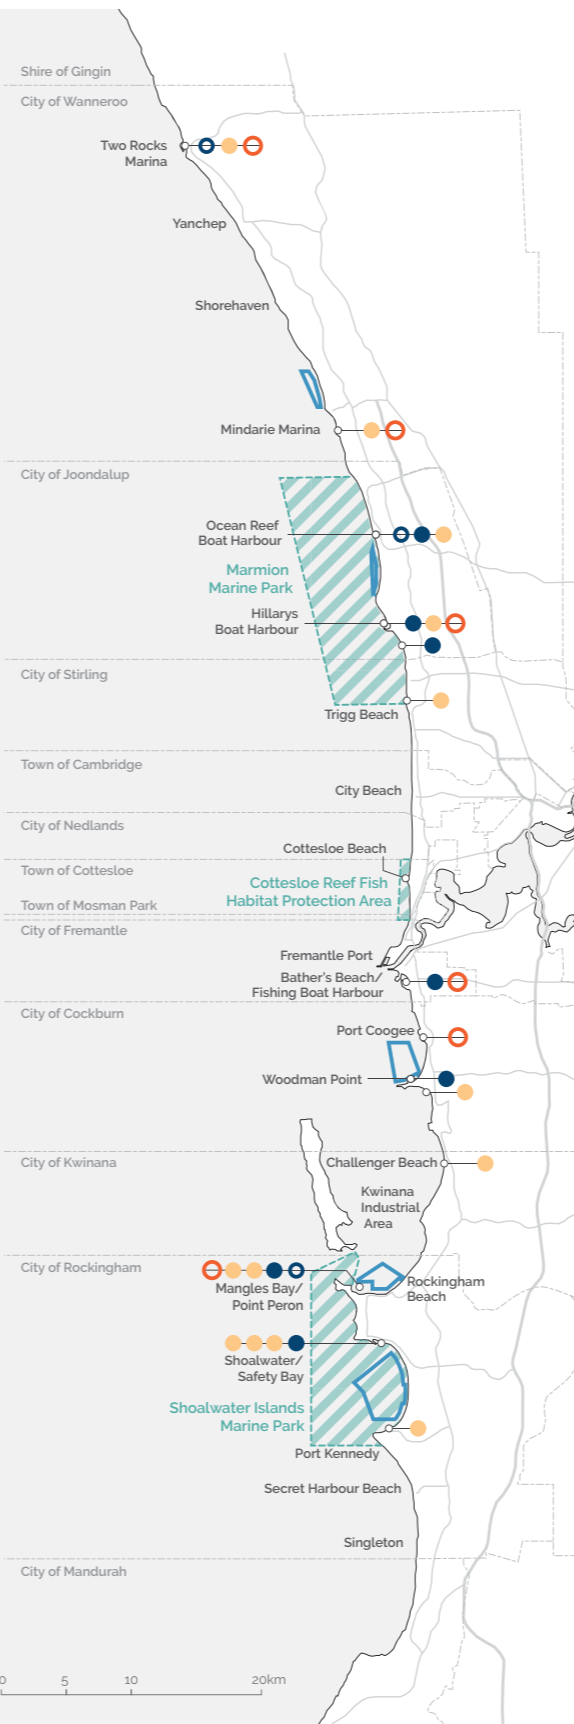 Shire of Gingin
City of Wanneroo
Two Rocks
Marina
Yanchep
Shorehaven
Mindarie Marina
City of Joondalup
Ocean Reef
Boat Harbour
Marmion
Marine Park
Hillarys
Boat Harbour
City of Stirling
Trigg Beach
Town of Cambridge
City Beach
City of Nedlands
Cottesloe Beach
Town of Cottesloe
Cottesloe Reef Fish
Habitat Protection Area
Town of Mosman Park
City of Fremantle
Fremantle Port
Bather's Beach/
Fishing Boat Harbour
City of Cockburn
Port Coogee
Woodman Point
City of Kwinana
Challenger Beach
Kwinana
Industrial
Area
City of Rockingham
Mangles Bay/
Point Peron
Rockingham
Beach
Shoalwater/
Safety Bay
Shoalwater Islands
Marine Park
Port Kennedy
Secret Harbour Beach
Singleton
City of Mandurah
0 5 10 20km